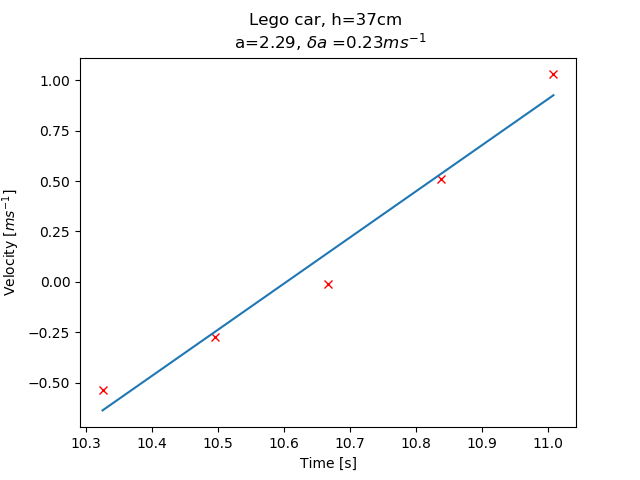 Lego car, h=37cm
a=2.29, δa =0.23ms⁻¹
Velocity [ms⁻¹]
1.00
0.75
0.50
0.25
0.00
−0.25
−0.50
10.3 10.4 10.5 10.6 10.7 10.8 10.9 11.0
Time [s]